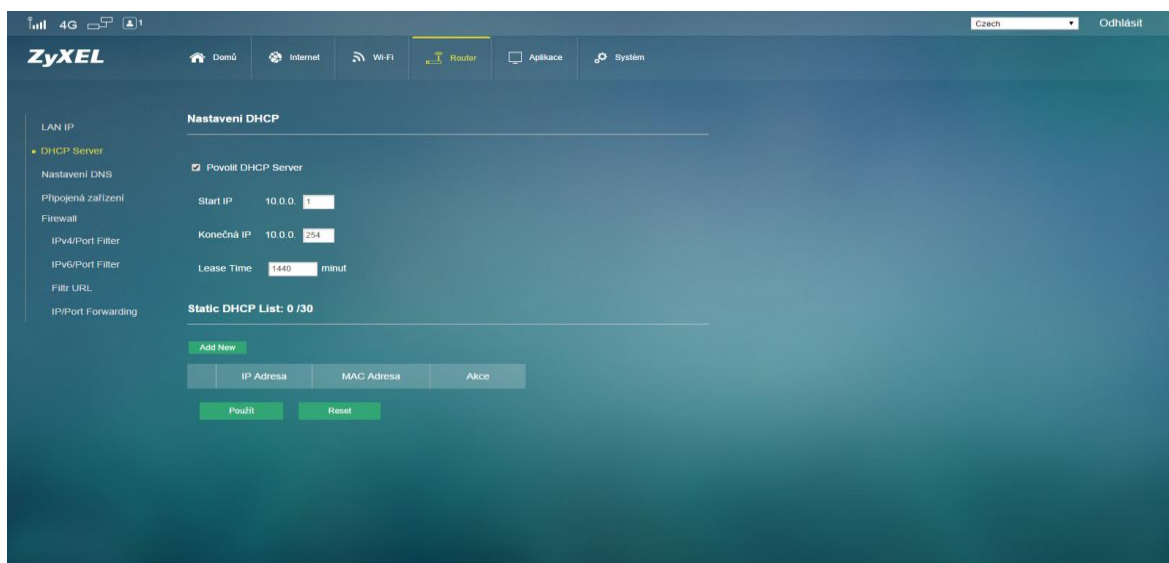 4G 1 Czech Odhlásit
ZyXEL Domů Internet Wi-Fi Router Aplikace Systém
LAN IP
DHCP Server
Nastavení DNS
Připojená zařízení
Firewall
IPv4/Port Filter
IPv6/Port Filter
Filtr URL
IP/Port Forwarding
Nastavení DHCP
Povolit DHCP Server
Start IP 10.0.0. 1
Konečná IP 10.0.0. 254
Lease Time 1440 minut
Static DHCP List: 0 /30
Add New
IP Adresa MAC Adresa Akce
Použít Reset